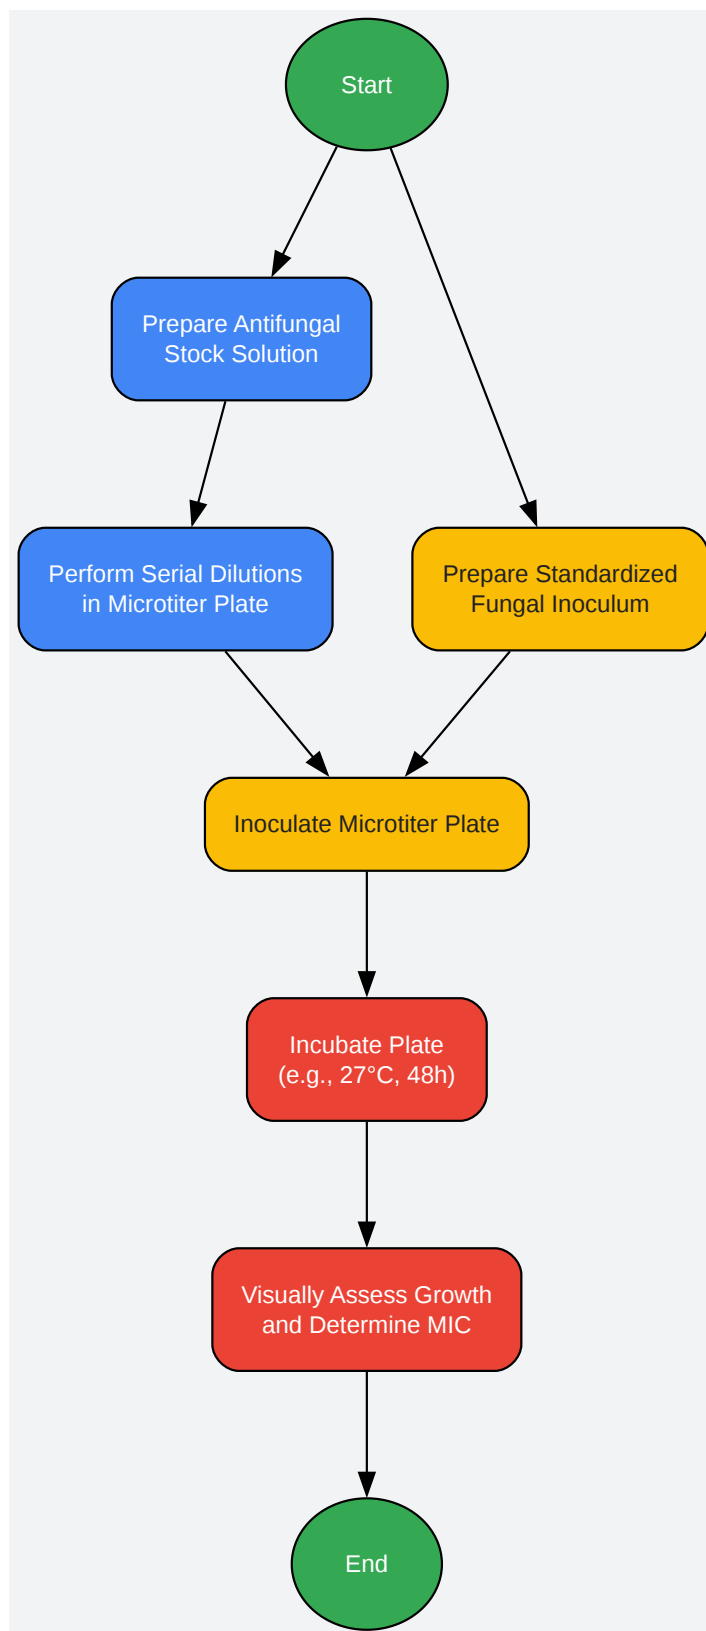 Start
Prepare Antifungal
Stock Solution
Perform Serial Dilutions
in Microtiter Plate
Prepare Standardized
Fungal Inoculum
Inoculate Microtiter Plate
Incubate Plate
(e.g., 27°C, 48h)
Visually Assess Growth
and Determine MIC
End